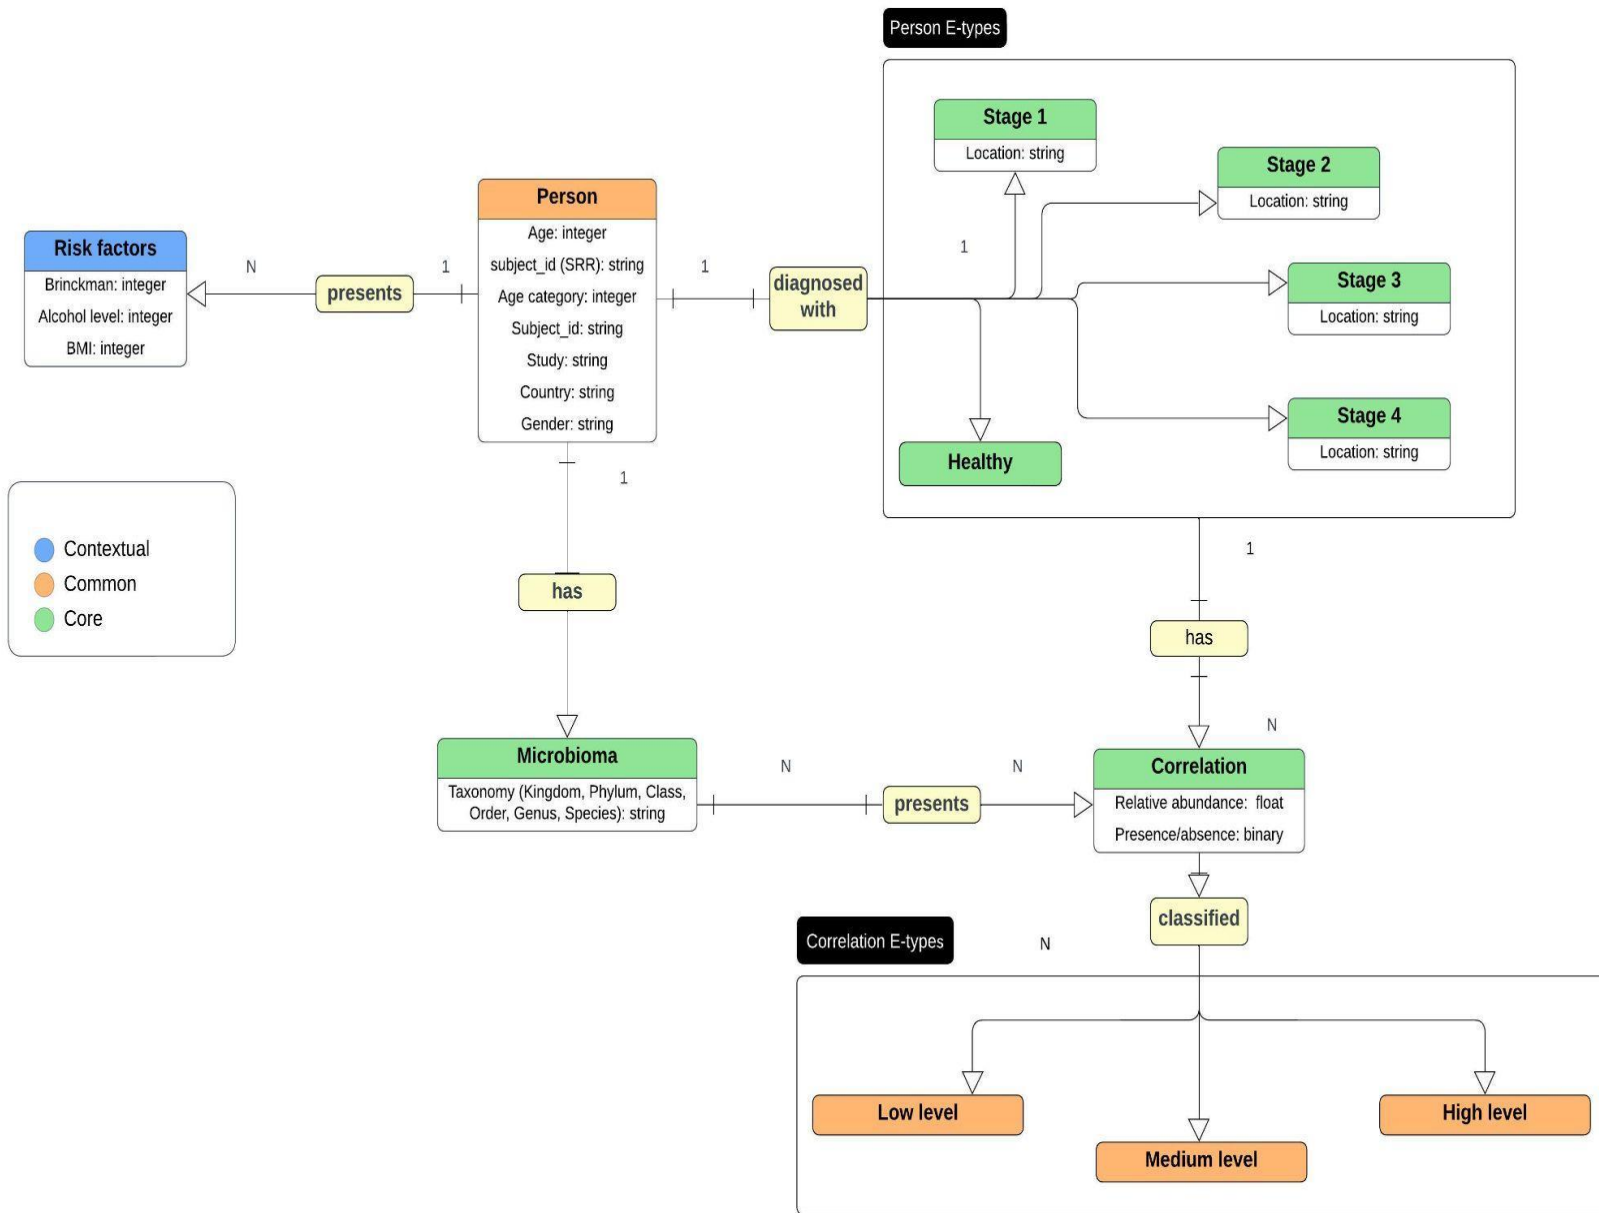 Person E-types
Stage 1
Location: string
Stage 2
Location: string
Person
Age: integer
subject_id (SRR): string
Age category: integer
Subject_id: string
Study: string
Country: string
Gender: string
Risk factors
Brinckman: integer
Alcohol level: integer
BMI: integer
N
presents
1
1
diagnosed
with
1
Stage 3
Location: string
Stage 4
Location: string
Healthy
1
Contextual
Common
Core
has
1
has
N
Microbioma
Taxonomy (Kingdom, Phylum, Class,
Order, Genus, Species): string
N
presents
N
Correlation
Relative abundance: float
Presence/absence: binary
classified
Correlation E-types
N
Low level
Medium level
High level